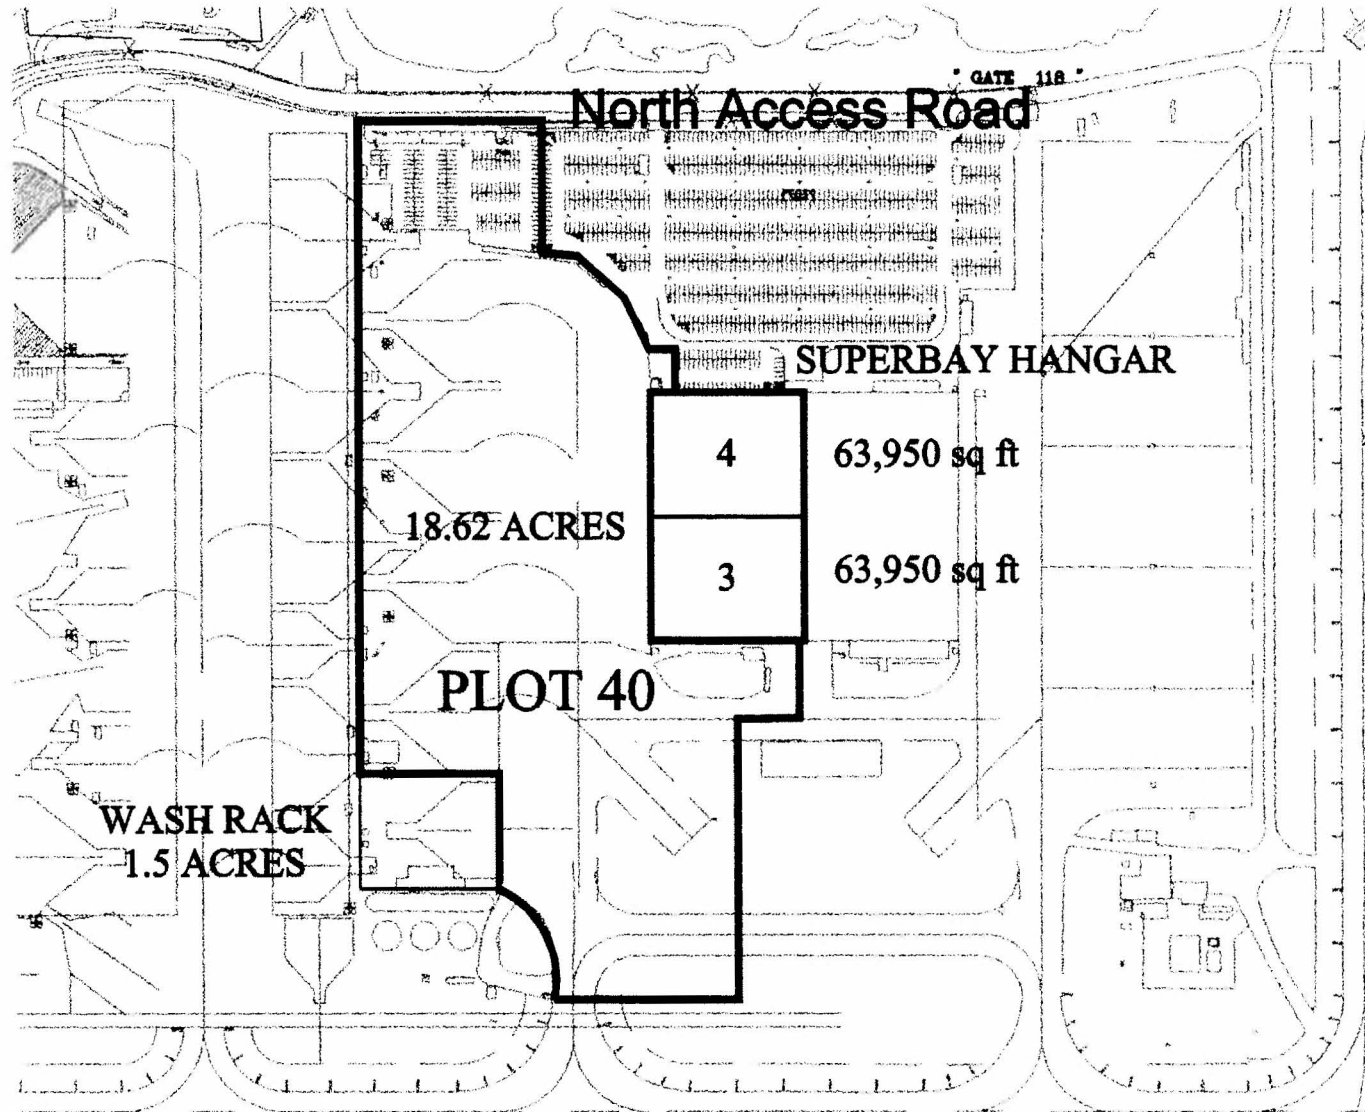 " GATE 118 "
North Access Road
SUPERBAY HANGAR
4 63,950 sq ft
18.62 ACRES
3 63,950 sq ft
PLOT 40
WASH RACK
1.5 ACRES